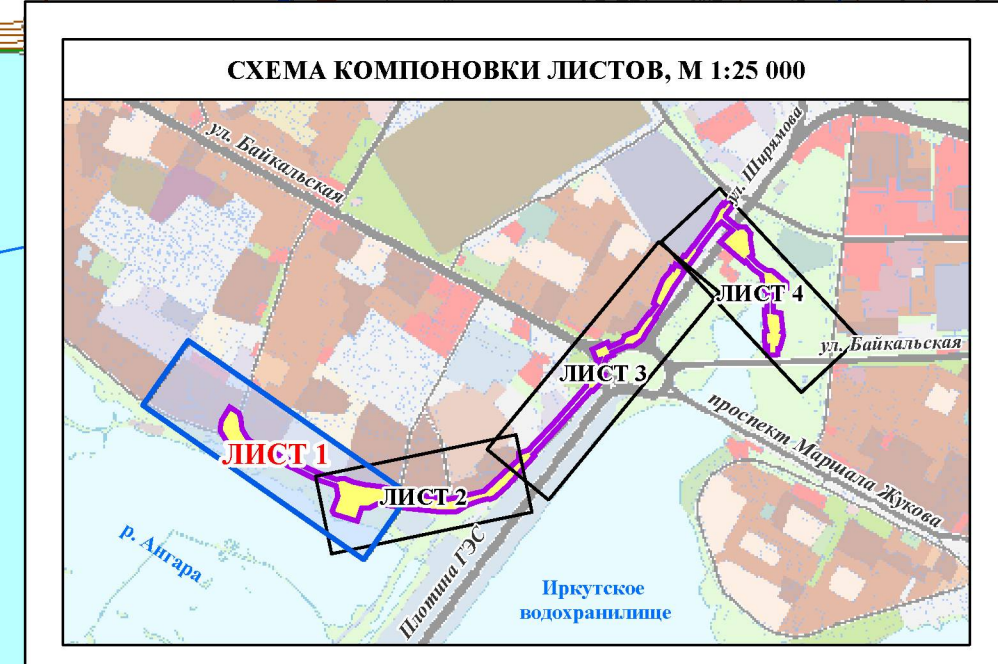 СХЕМА КОМПОНОВКИ ЛИСТОВ, М 1:25 000
ул. Байкальская
ул. Ширямова
ЛИСТ 4
ул. Байкальская
ЛИСТ 3
проспект Маршала Жукова
ЛИСТ 1
ЛИСТ 2
р. Ангара
Плотина ГЭС
Иркутское
водохранилище